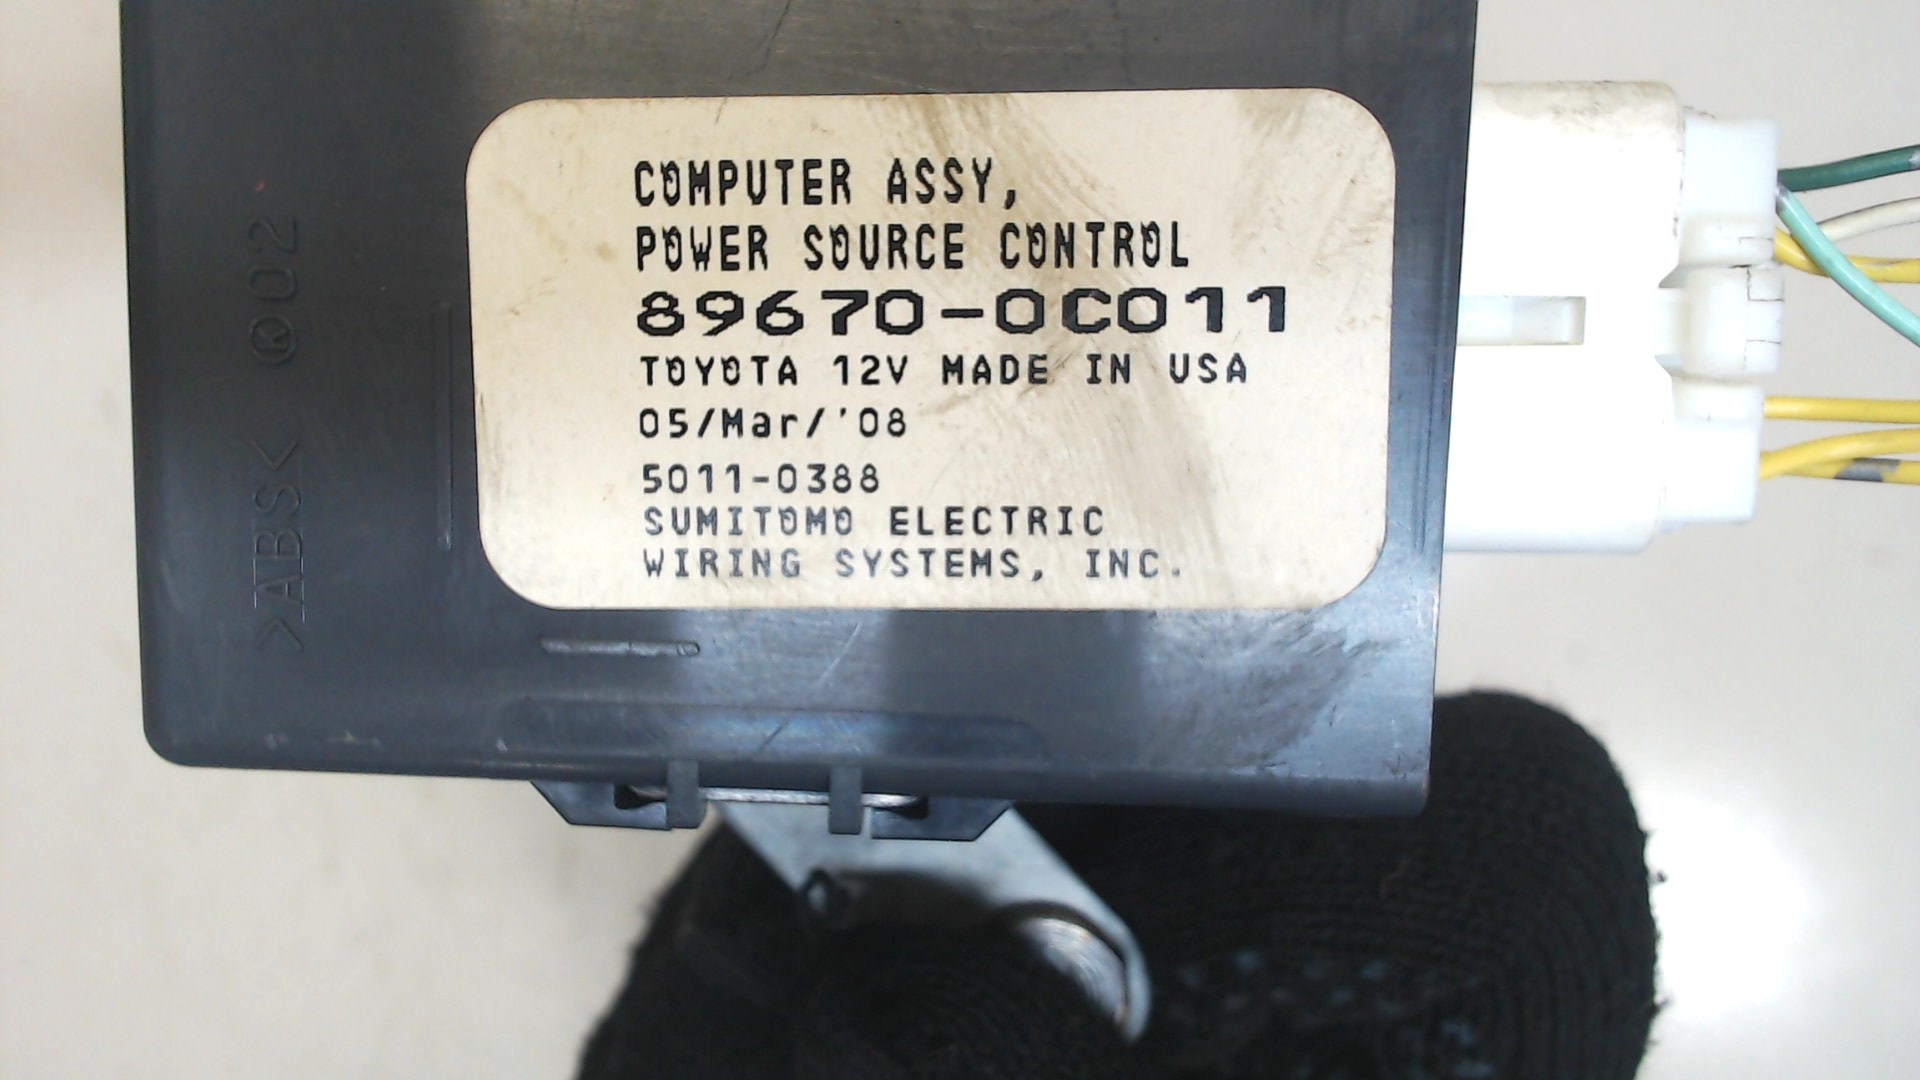 COMPUTER ASSY,
POWER SOURCE CONTROL
89670-0C011
TOYOTA 12V MADE IN USA
05/Mar/'08
5011-0388
SUMITOMO ELECTRIC
WIRING SYSTEMS, INC.
>ABS< Ⓚ002